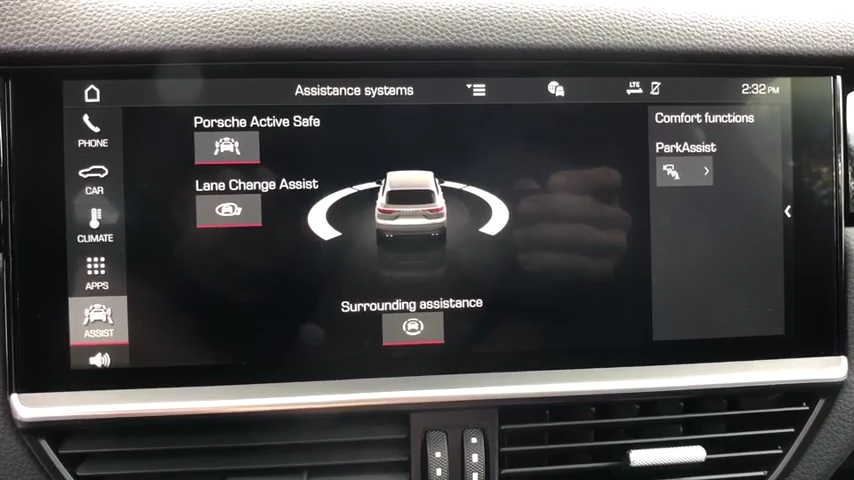 Assistance systems
LTE
2:32 PM
PHONE
CAR
CLIMATE
APPS
ASSIST
Porsche Active Safe
Lane Change Assist
Surrounding assistance
Comfort functions
ParkAssist